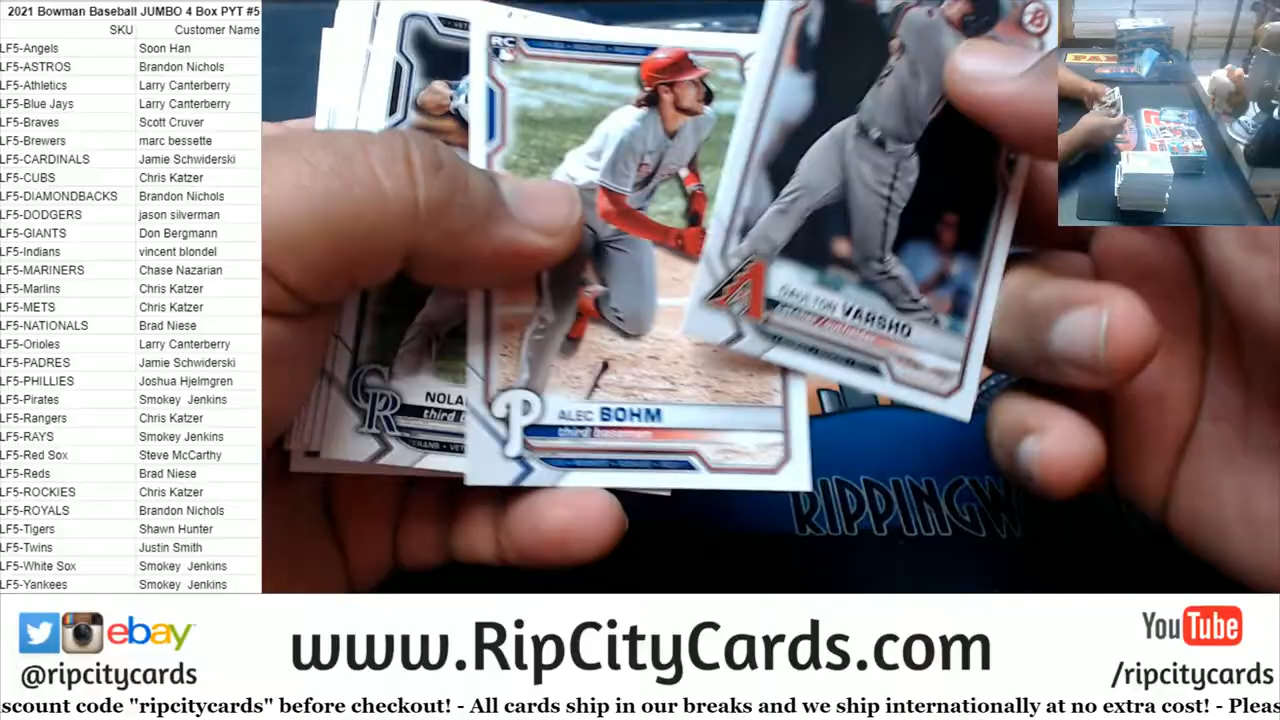 2021 Bowman Baseball JUMBO 4 Box PYT #5
SKU Customer Name
LF5-Angels Soon Han
LF5-ASTROS Brandon Nichols
LF5-Athletics Larry Canterberry
LF5-Blue Jays Larry Canterberry
LF5-Braves Scott Cruver
LF5-Brewers marc bessette
LF5-CARDINALS Jamie Schwiderski
LF5-CUBS Chris Katzer
LF5-DIAMONDBACKS Brandon Nichols
LF5-DODGERS jason silverman
LF5-GIANTS Don Bergmann
LF5-Indians vincent blondel
LF5-MARINERS Chase Nazarian
LF5-Marlins Chris Katzer
LF5-METS Chris Katzer
LF5-NATIONALS Brad Niese
LF5-Orioles Larry Canterberry
LF5-PADRES Jamie Schwiderski
LF5-PHILLIES Joshua Hjelmgren
LF5-Pirates Smokey Jenkins
LF5-Rangers Chris Katzer
LF5-RAYS Smokey Jenkins
LF5-Red Sox Steve McCarthy
LF5-Reds Brad Niese
LF5-ROCKIES Chris Katzer
LF5-ROYALS Brandon Nichols
LF5-Tigers Shawn Hunter
LF5-Twins Justin Smith
LF5-White Sox Smokey Jenkins
LF5-Yankees Smokey Jenkins
RC
B
DAULTON VARSHO
CR
NOLA
third b
P
ALEC BOHM
third baseman
RIPPINGW
ebay
@ripcitycards
www.RipCityCards.com
YouTube
/ripcitycards
scount code "ripcitycards" before checkout! - All cards ship in our breaks and we ship internationally at no extra cost! - Pleas